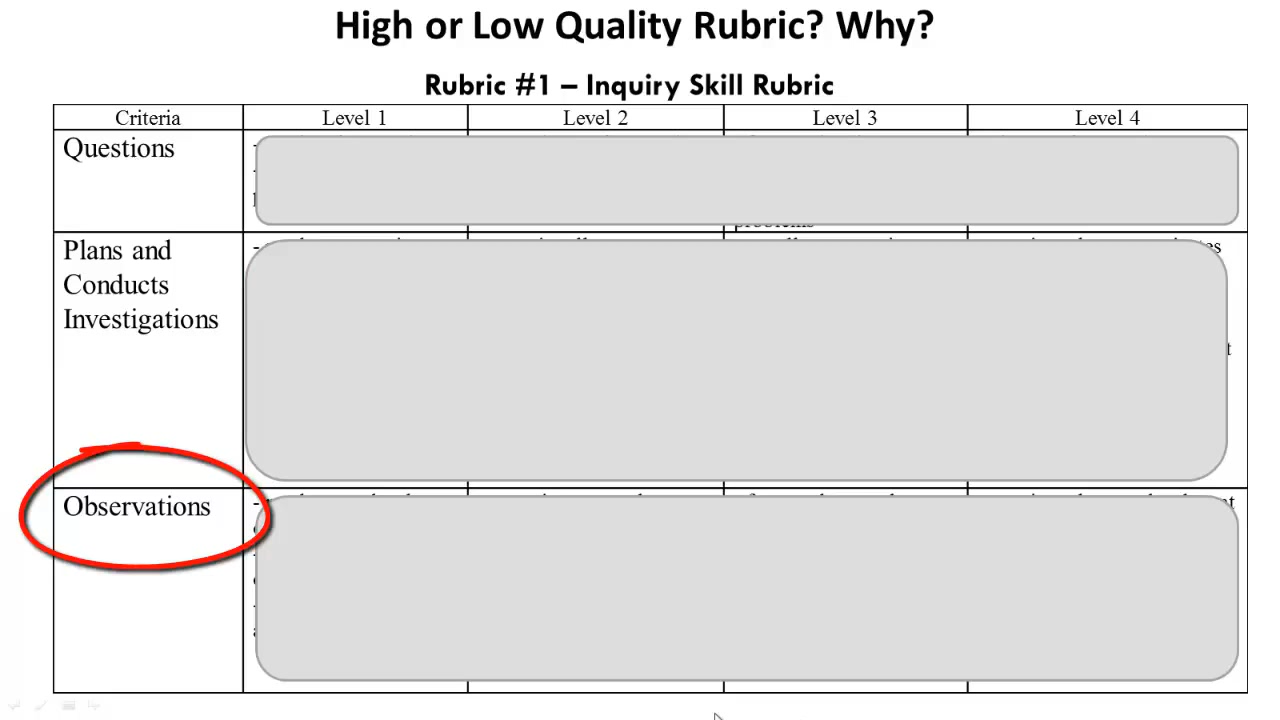 High or Low Quality Rubric? Why?
Rubric #1 – Inquiry Skill Rubric
Criteria Level 1 Level 2 Level 3 Level 4
Questions
problems
Plans and
Conducts
Investigations
Observations